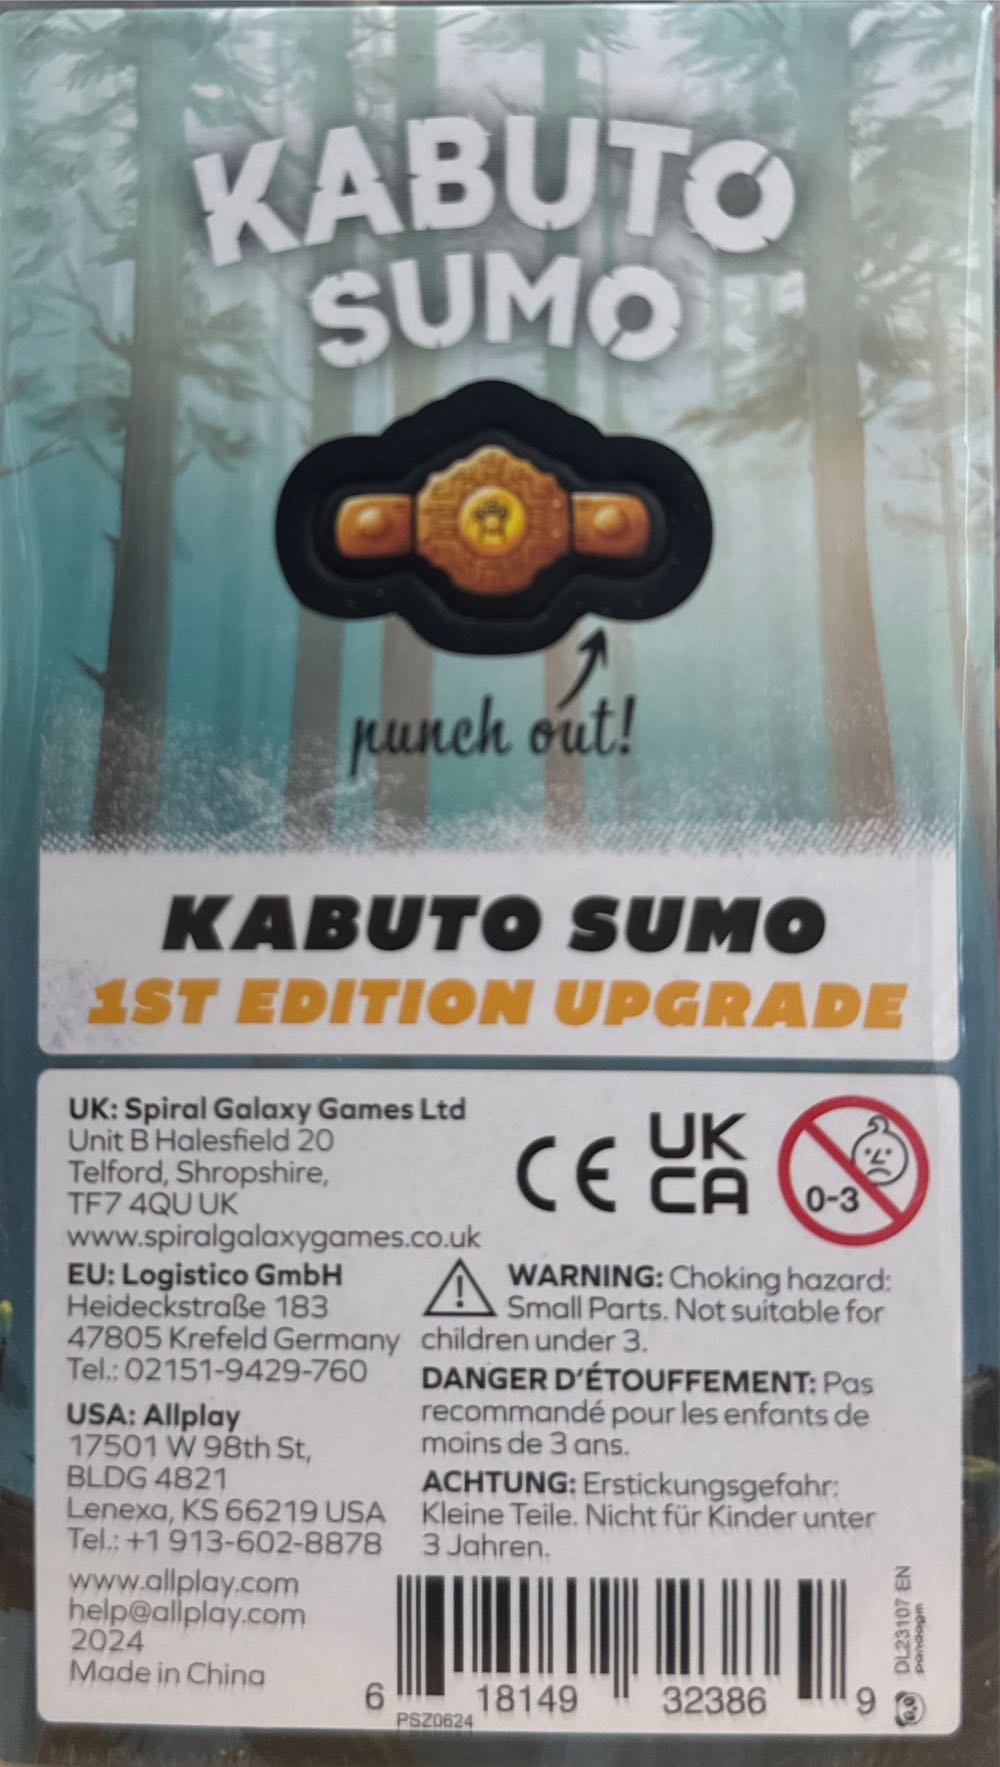 KABUTO
SUMO
punch out!
KABUTO SUMO
1ST EDITION UPGRADE
UK: Spiral Galaxy Games Ltd
Unit B Halesfield 20
Telford, Shropshire,
TF7 4QU UK
www.spiralgalaxygames.co.uk
EU: Logistico GmbH
Heideckstraße 183
47805 Krefeld Germany
Tel.: 02151-9429-760
USA: Allplay
17501 W 98th St,
BLDG 4821
Lenexa, KS 66219 USA
Tel.: +1 913-602-8878
www.allplay.com
help@allplay.com
2024
Made in China
CE
UK
CA
0-3
WARNING: Choking hazard:
Small Parts. Not suitable for
children under 3.
DANGER D'ÉTOUFFEMENT: Pas
recommandé pour les enfants de
moins de 3 ans.
ACHTUNG: Erstickungsgefahr:
Kleine Teile. Nicht für Kinder unter
3 Jahren.
6 18149 32386 9
PSZ0624
DL23107 EN
pandagm